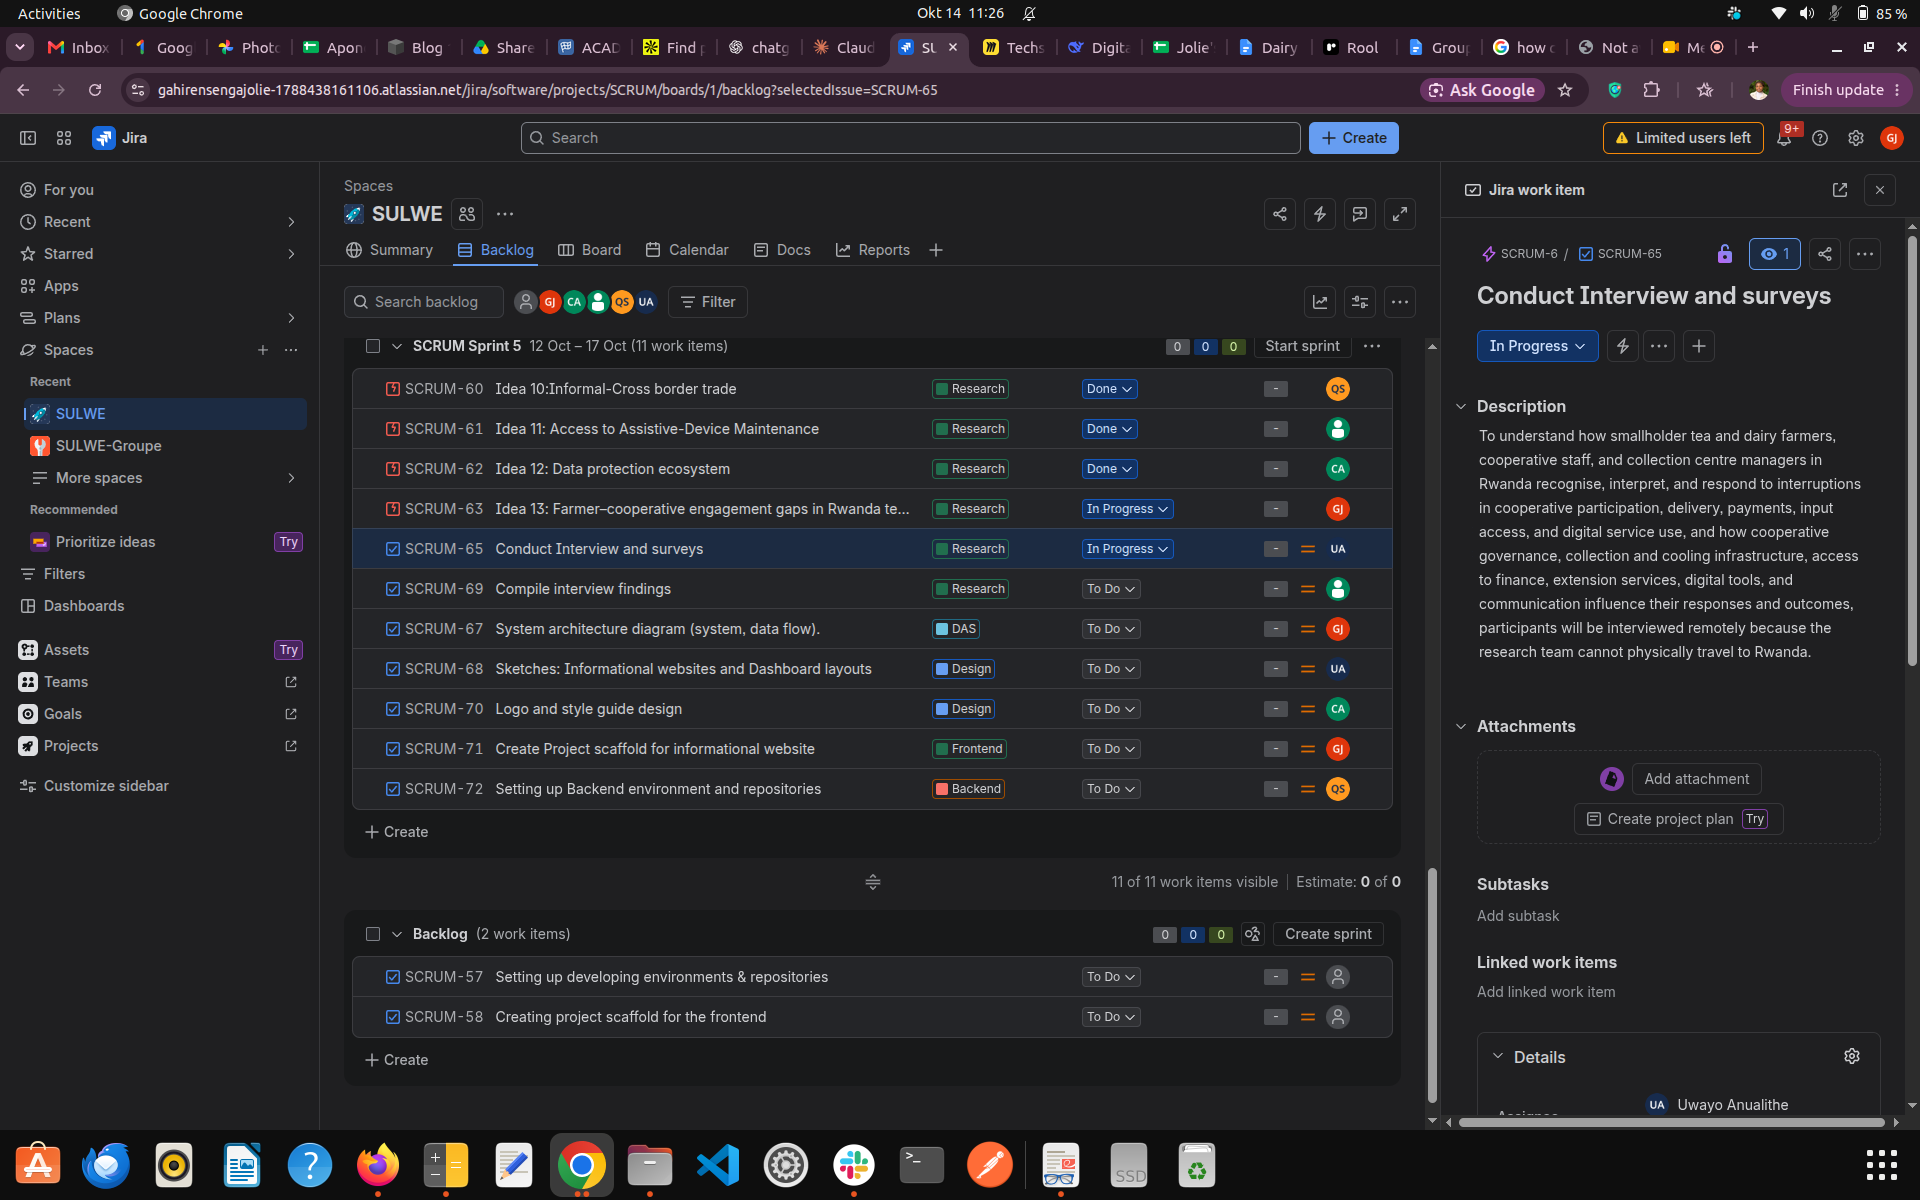 Activities
Google Chrome
Okt 14 11:26
85 %
Inbo
Goog
Phot
Apon
Blog
Share
ACAD
Find
chatg
Claud
SL
Techs
Digit
Jolie'
Dairy
Rool
Grou
how
Not a
Me
gahirensengajolie-1788438161106.atlassian.net/jira/software/projects/SCRUM/boards/1/backlog?selectedIssue=SCRUM-65
Ask Google
Finish update
Jira
Search
Create
Limited users left
9+
GJ
For you
Recent
Starred
Apps
Plans
Spaces
Recent
SULWE
SULWE-Groupe
More spaces
Recommended
Prioritize ideas
Try
Filters
Dashboards
Assets
Try
Teams
Goals
Projects
Customize sidebar
Spaces
SULWE
Summary
Backlog
Board
Calendar
Docs
Reports
Search backlog
GJ
CA
QS
UA
Filter
SCRUM Sprint 5 12 Oct – 17 Oct (11 work items)
0 0 0
Start sprint
SCRUM-60 Idea 10:Informal-Cross border trade Research Done - QS
SCRUM-61 Idea 11: Access to Assistive-Device Maintenance Research Done -
SCRUM-62 Idea 12: Data protection ecosystem Research Done - CA
SCRUM-63 Idea 13: Farmer–cooperative engagement gaps in Rwanda te... Research In Progress - GJ
SCRUM-65 Conduct Interview and surveys Research In Progress - UA
SCRUM-69 Compile interview findings Research To Do -
SCRUM-67 System architecture diagram (system, data flow). DAS To Do - GJ
SCRUM-68 Sketches: Informational websites and Dashboard layouts Design To Do - UA
SCRUM-70 Logo and style guide design Design To Do - CA
SCRUM-71 Create Project scaffold for informational website Frontend To Do - GJ
SCRUM-72 Setting up Backend environment and repositories Backend To Do - QS
Create
11 of 11 work items visible
Estimate: 0 of 0
Backlog (2 work items)
0 0 0
Create sprint
SCRUM-57 Setting up developing environments & repositories To Do -
SCRUM-58 Creating project scaffold for the frontend To Do -
Create
Jira work item
SCRUM-6 / SCRUM-65
1
Conduct Interview and surveys
In Progress
Description
To understand how smallholder tea and dairy farmers,
cooperative staff, and collection centre managers in
Rwanda recognise, interpret, and respond to interruptions
in cooperative participation, delivery, payments, input
access, and digital service use, and how cooperative
governance, collection and cooling infrastructure, access
to finance, extension services, digital tools, and
communication influence their responses and outcomes,
participants will be interviewed remotely because the
research team cannot physically travel to Rwanda.
Attachments
Add attachment
Create project plan Try
Subtasks
Add subtask
Linked work items
Add linked work item
Details
Assignee
UA Uwayo Anualithe
SSD